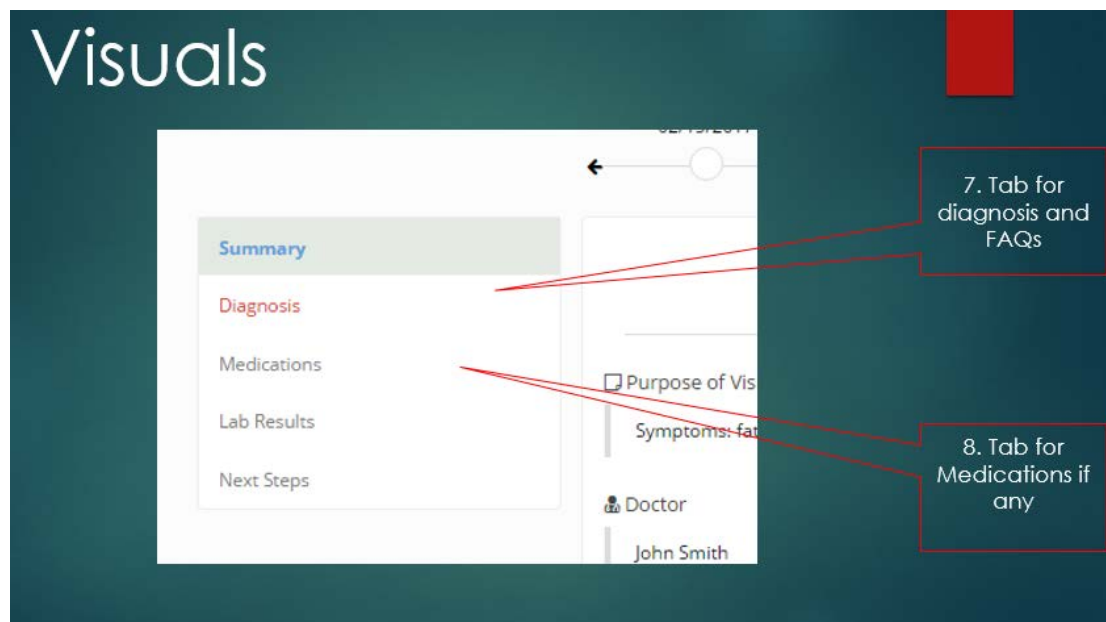 Visuals
Summary
Diagnosis
Medications
Lab Results
Next Steps
Purpose of Vis
Symptoms: fat
Doctor
John Smith
7. Tab for
diagnosis and
FAQs
8. Tab for
Medications if
any